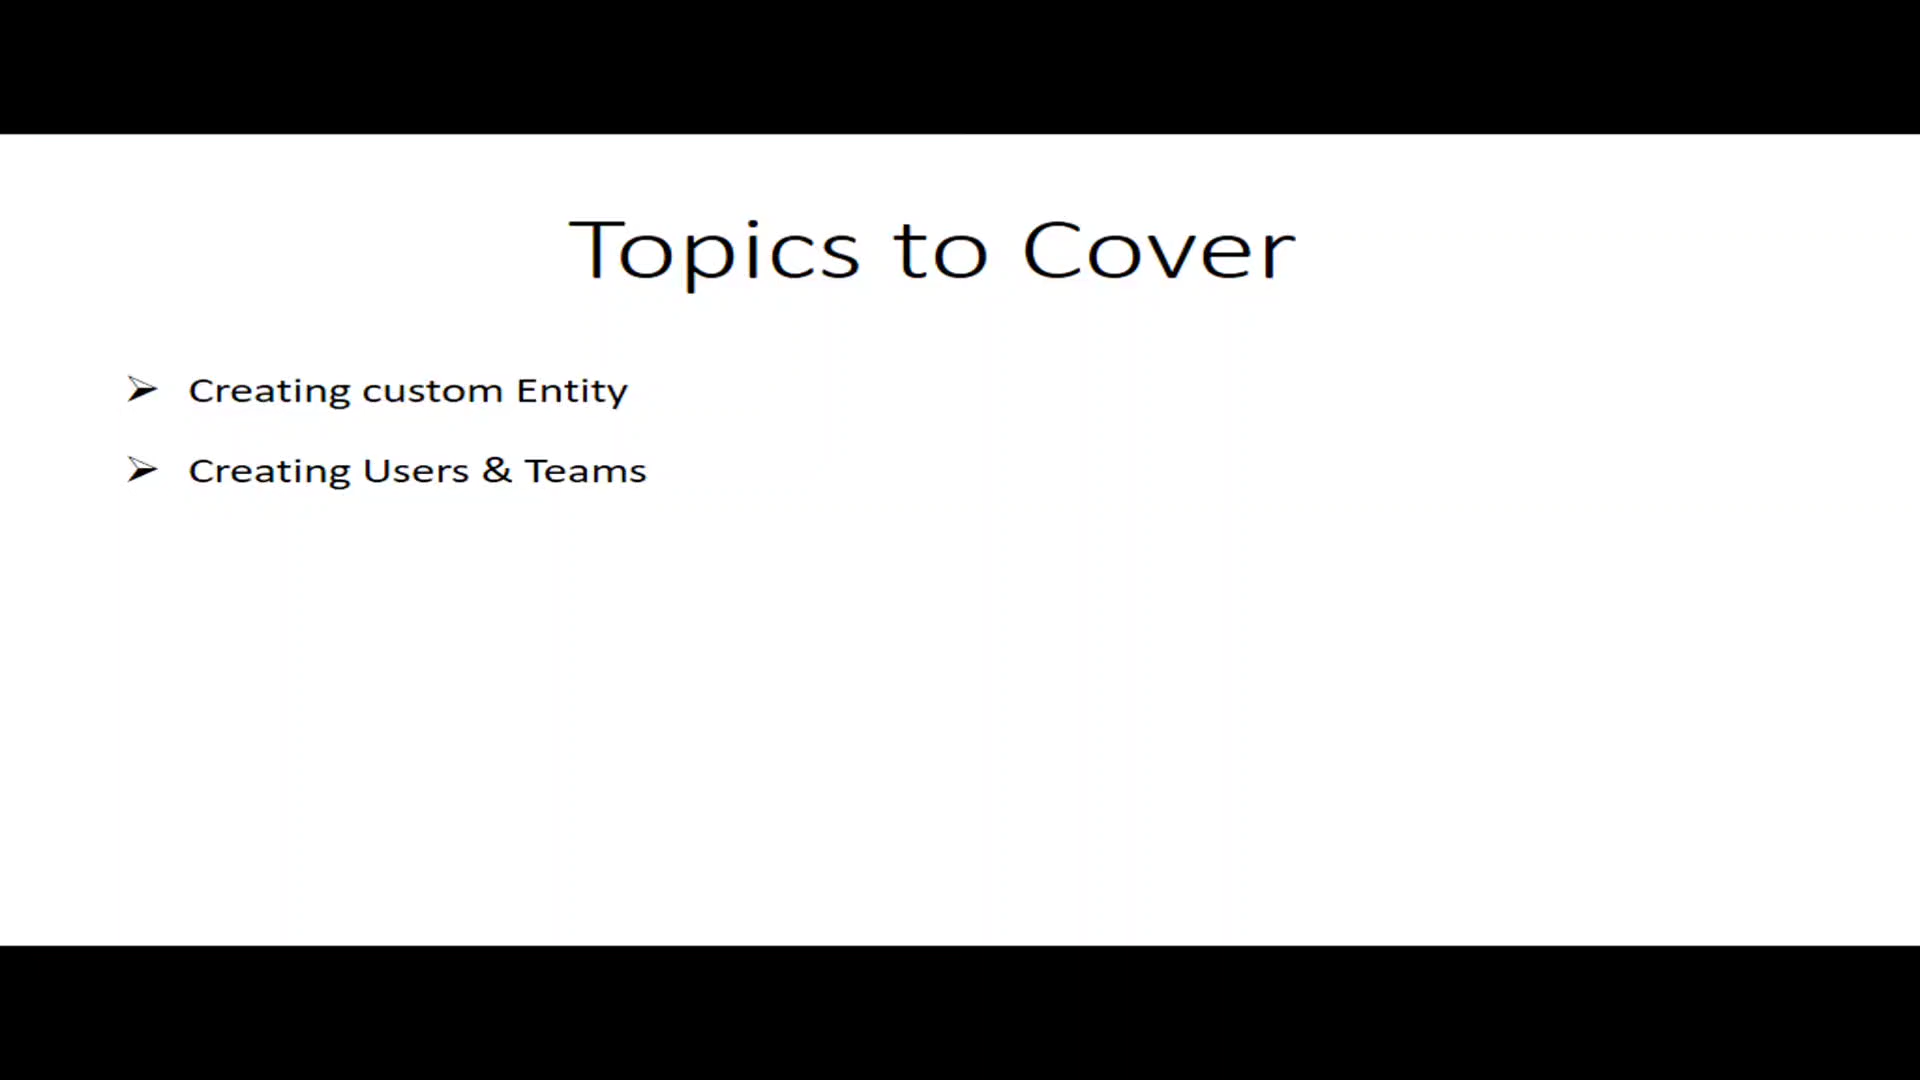 Topics to Cover
➢ Creating custom Entity
➢ Creating Users & Teams